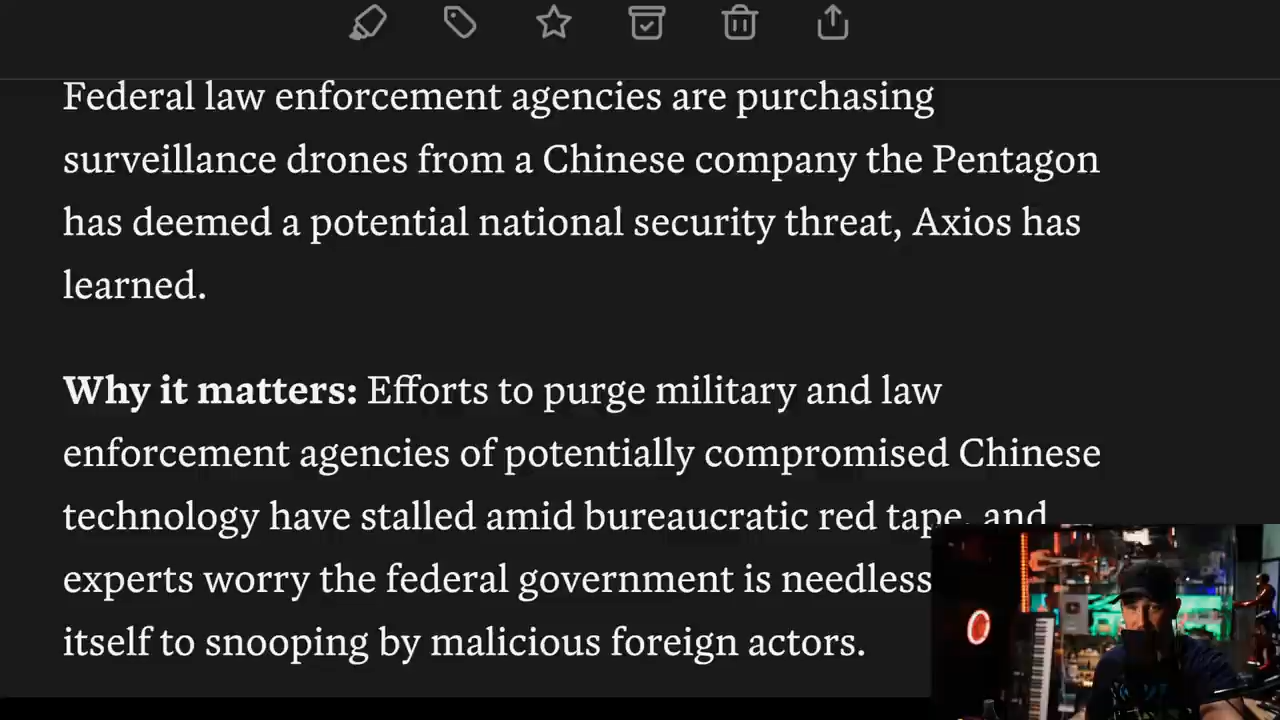 Federal law enforcement agencies are purchasing
surveillance drones from a Chinese company the Pentagon
has deemed a potential national security threat, Axios has
learned.
Why it matters: Efforts to purge military and law
enforcement agencies of potentially compromised Chinese
technology have stalled amid bureaucratic red tape, and
experts worry the federal government is needless
itself to snooping by malicious foreign actors.